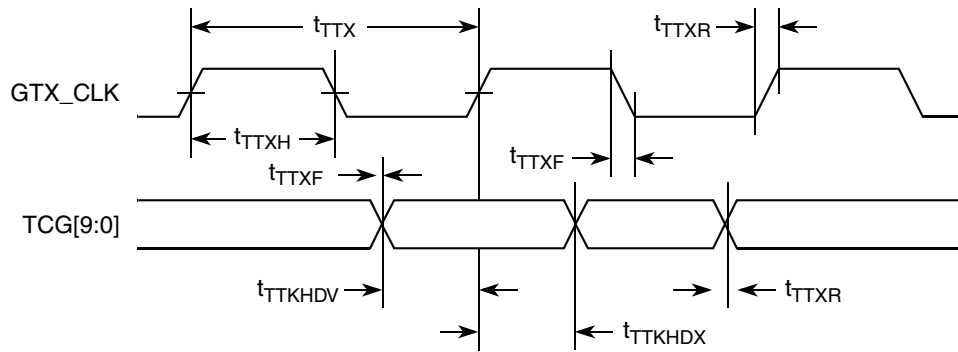 tTTX
tTTXR
GTX_CLK
tTTXH
tTTXF
tTTXF
TCG[9:0]
tTTKHDV
tTTXR
tTTKHDX